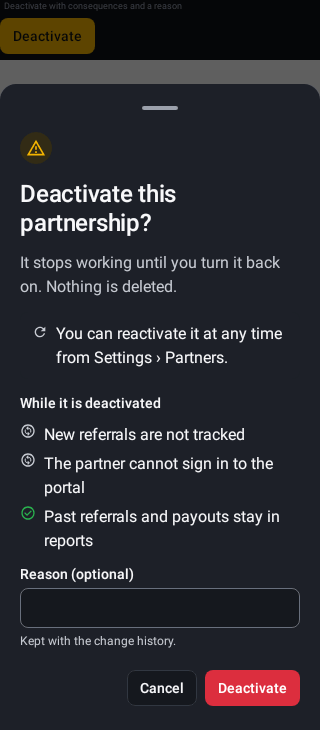 Deactivate with consequences and a reason
Deactivate
Deactivate this
partnership?
It stops working until you turn it back
on. Nothing is deleted.
You can reactivate it at any time
from Settings › Partners.
While it is deactivated
New referrals are not tracked
The partner cannot sign in to the
portal
Past referrals and payouts stay in
reports
Reason (optional)
Kept with the change history.
Cancel
Deactivate